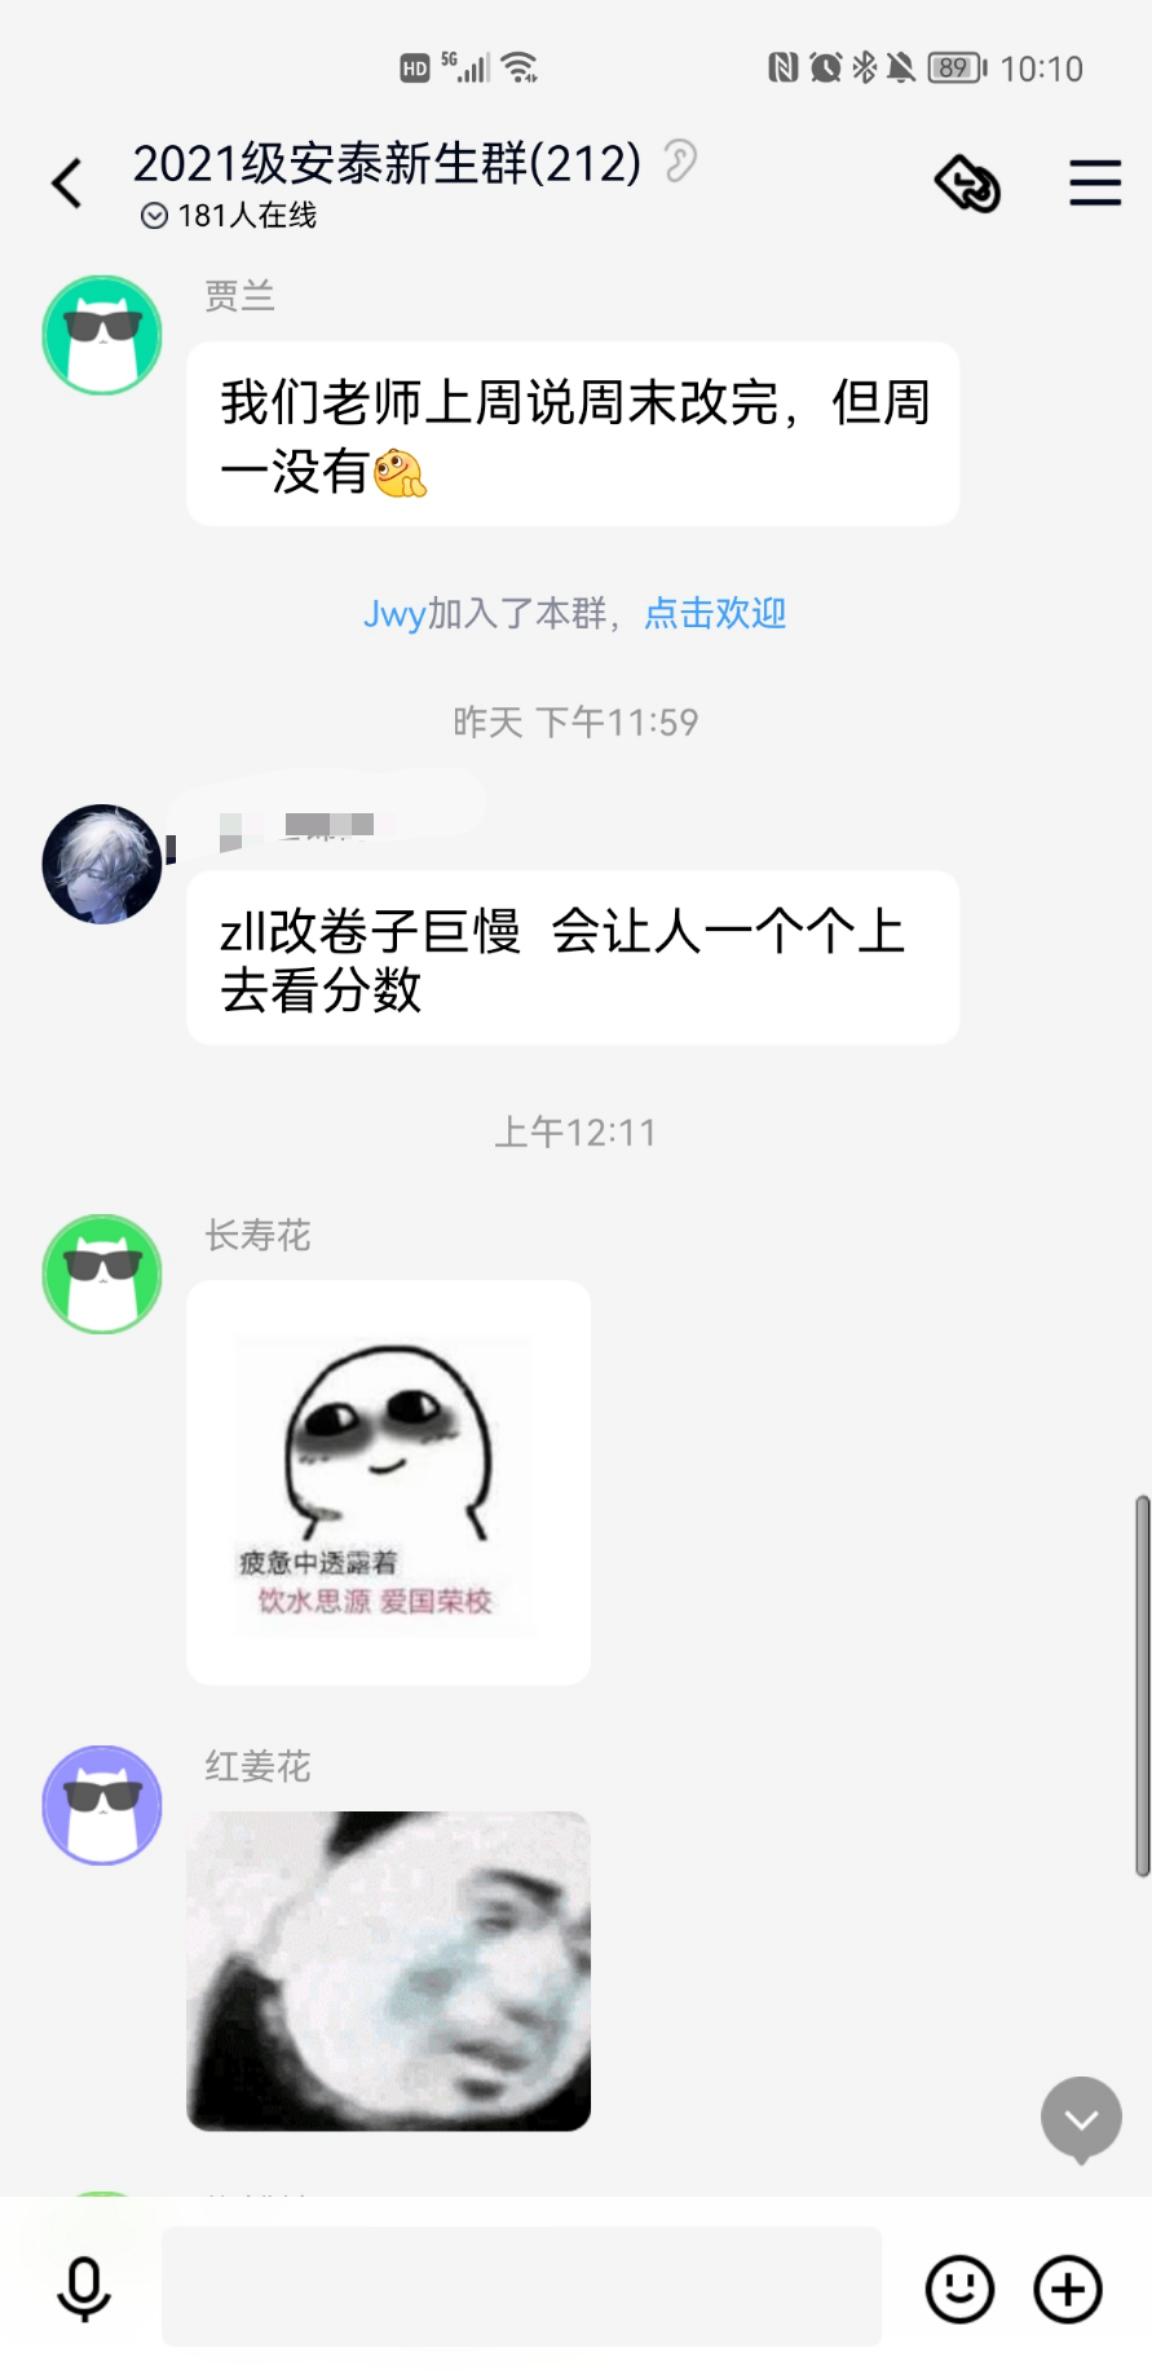 HD 5G 89 10:10
2021级安泰新生群(212)
181人在线
贾兰
我们老师上周说周末改完，但周
一没有
Jwy加入了本群，点击欢迎
昨天 下午11:59
zll改卷子巨慢 会让人一个个上
去看分数
上午12:11
长寿花
疲惫中透露着
饮水思源 爱国荣校
红姜花